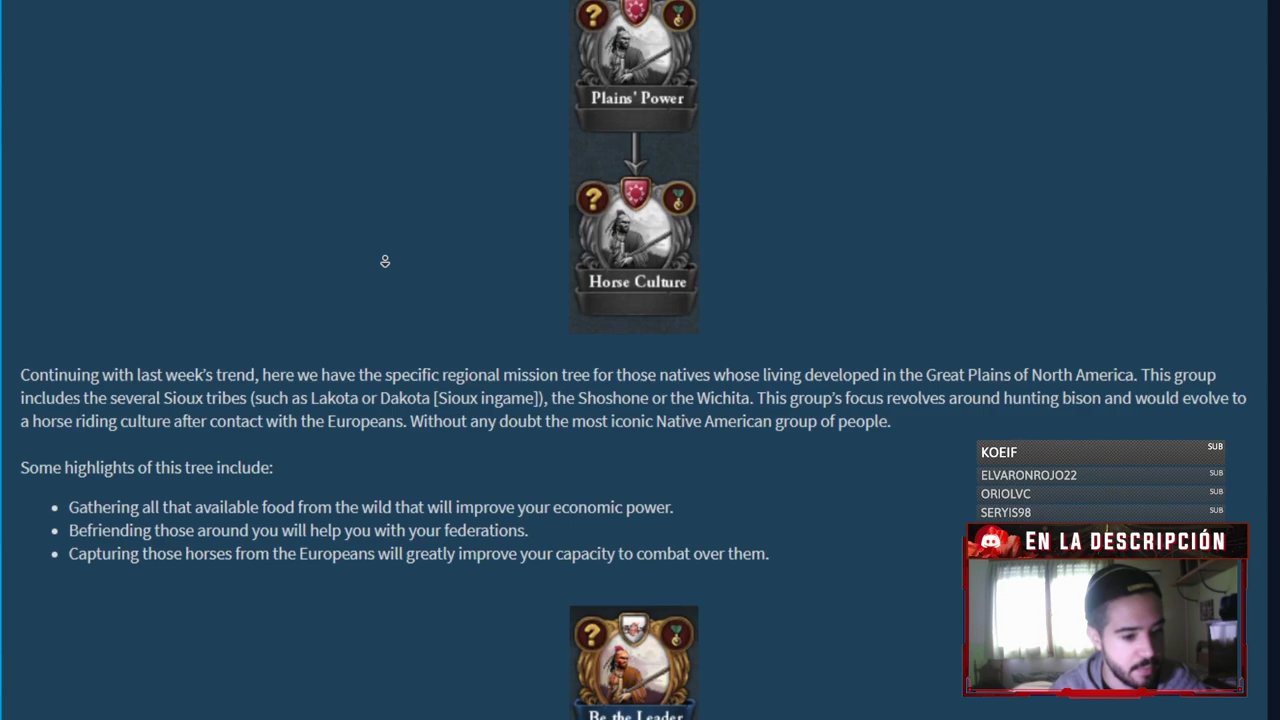 Plains' Power
Horse Culture
Continuing with last week's trend, here we have the specific regional mission tree for those natives whose living developed in the Great Plains of North America. This group
includes the several Sioux tribes (such as Lakota or Dakota [Sioux ingame]), the Shoshone or the Wichita. This group's focus revolves around hunting bison and would evolve to
a horse riding culture after contact with the Europeans. Without any doubt the most iconic Native American group of people.
Some highlights of this tree include:
• Gathering all that available food from the wild that will improve your economic power.
• Befriending those around you will help you with your federations.
• Capturing those horses from the Europeans will greatly improve your capacity to combat over them.
KOEIF SUB
ELVARONROJO22 SUB
ORIOLVC SUB
SERYIS98 SUB
EN LA DESCRIPCIÓN
Be the Leader